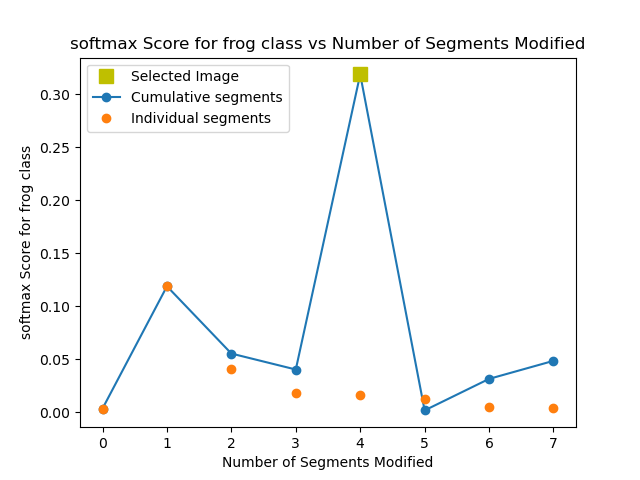 softmax Score for frog class vs Number of Segments Modified
Selected Image
Cumulative segments
Individual segments
softmax Score for frog class
0.30
0.25
0.20
0.15
0.10
0.05
0.00
0 1 2 3 4 5 6 7
Number of Segments Modified